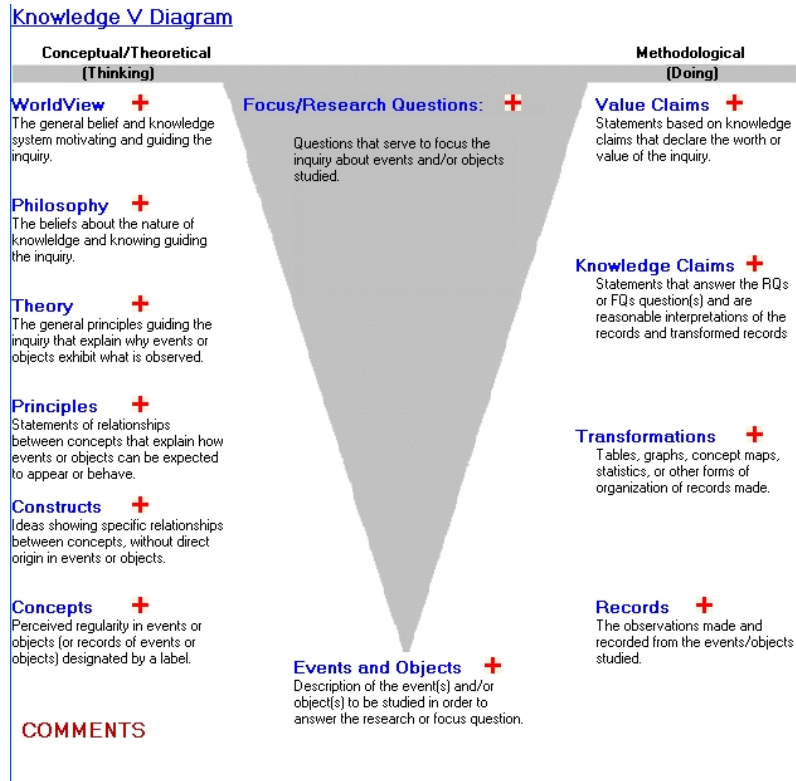 Knowledge V Diagram
Conceptual/Theoretical
(Thinking)
Methodological
(Doing)
WorldView
The general belief and knowledge
system motivating and guiding the
inquiry.
Philosophy
The beliefs about the nature of
knowleldge and knowing guiding
the inquiry.
Theory
The general principles guiding the
inquiry that explain why events or
objects exhibit what is observed.
Principles
Statements of relationships
between concepts that explain how
events or objects can be expected
to appear or behave.
Constructs
Ideas showing specific relationships
between concepts, without direct
origin in events or objects.
Concepts
Perceived regularity in events or
objects (or records of events or
objects) designated by a label.
Focus/Research Questions:
Questions that serve to focus the
inquiry about events and/or objects
studied.
Events and Objects
Description of the event(s) and/or
object(s) to be studied in order to
answer the research or focus question.
Value Claims
Statements based on knowledge
claims that declare the worth or
value of the inquiry.
Knowledge Claims
Statements that answer the RQs
or FQs question(s) and are
reasonable interpretations of the
records and transformed records
Transformations
Tables, graphs, concept maps,
statistics, or other forms of
organization of records made.
Records
The observations made and
recorded from the events/objects
studied.
COMMENTS